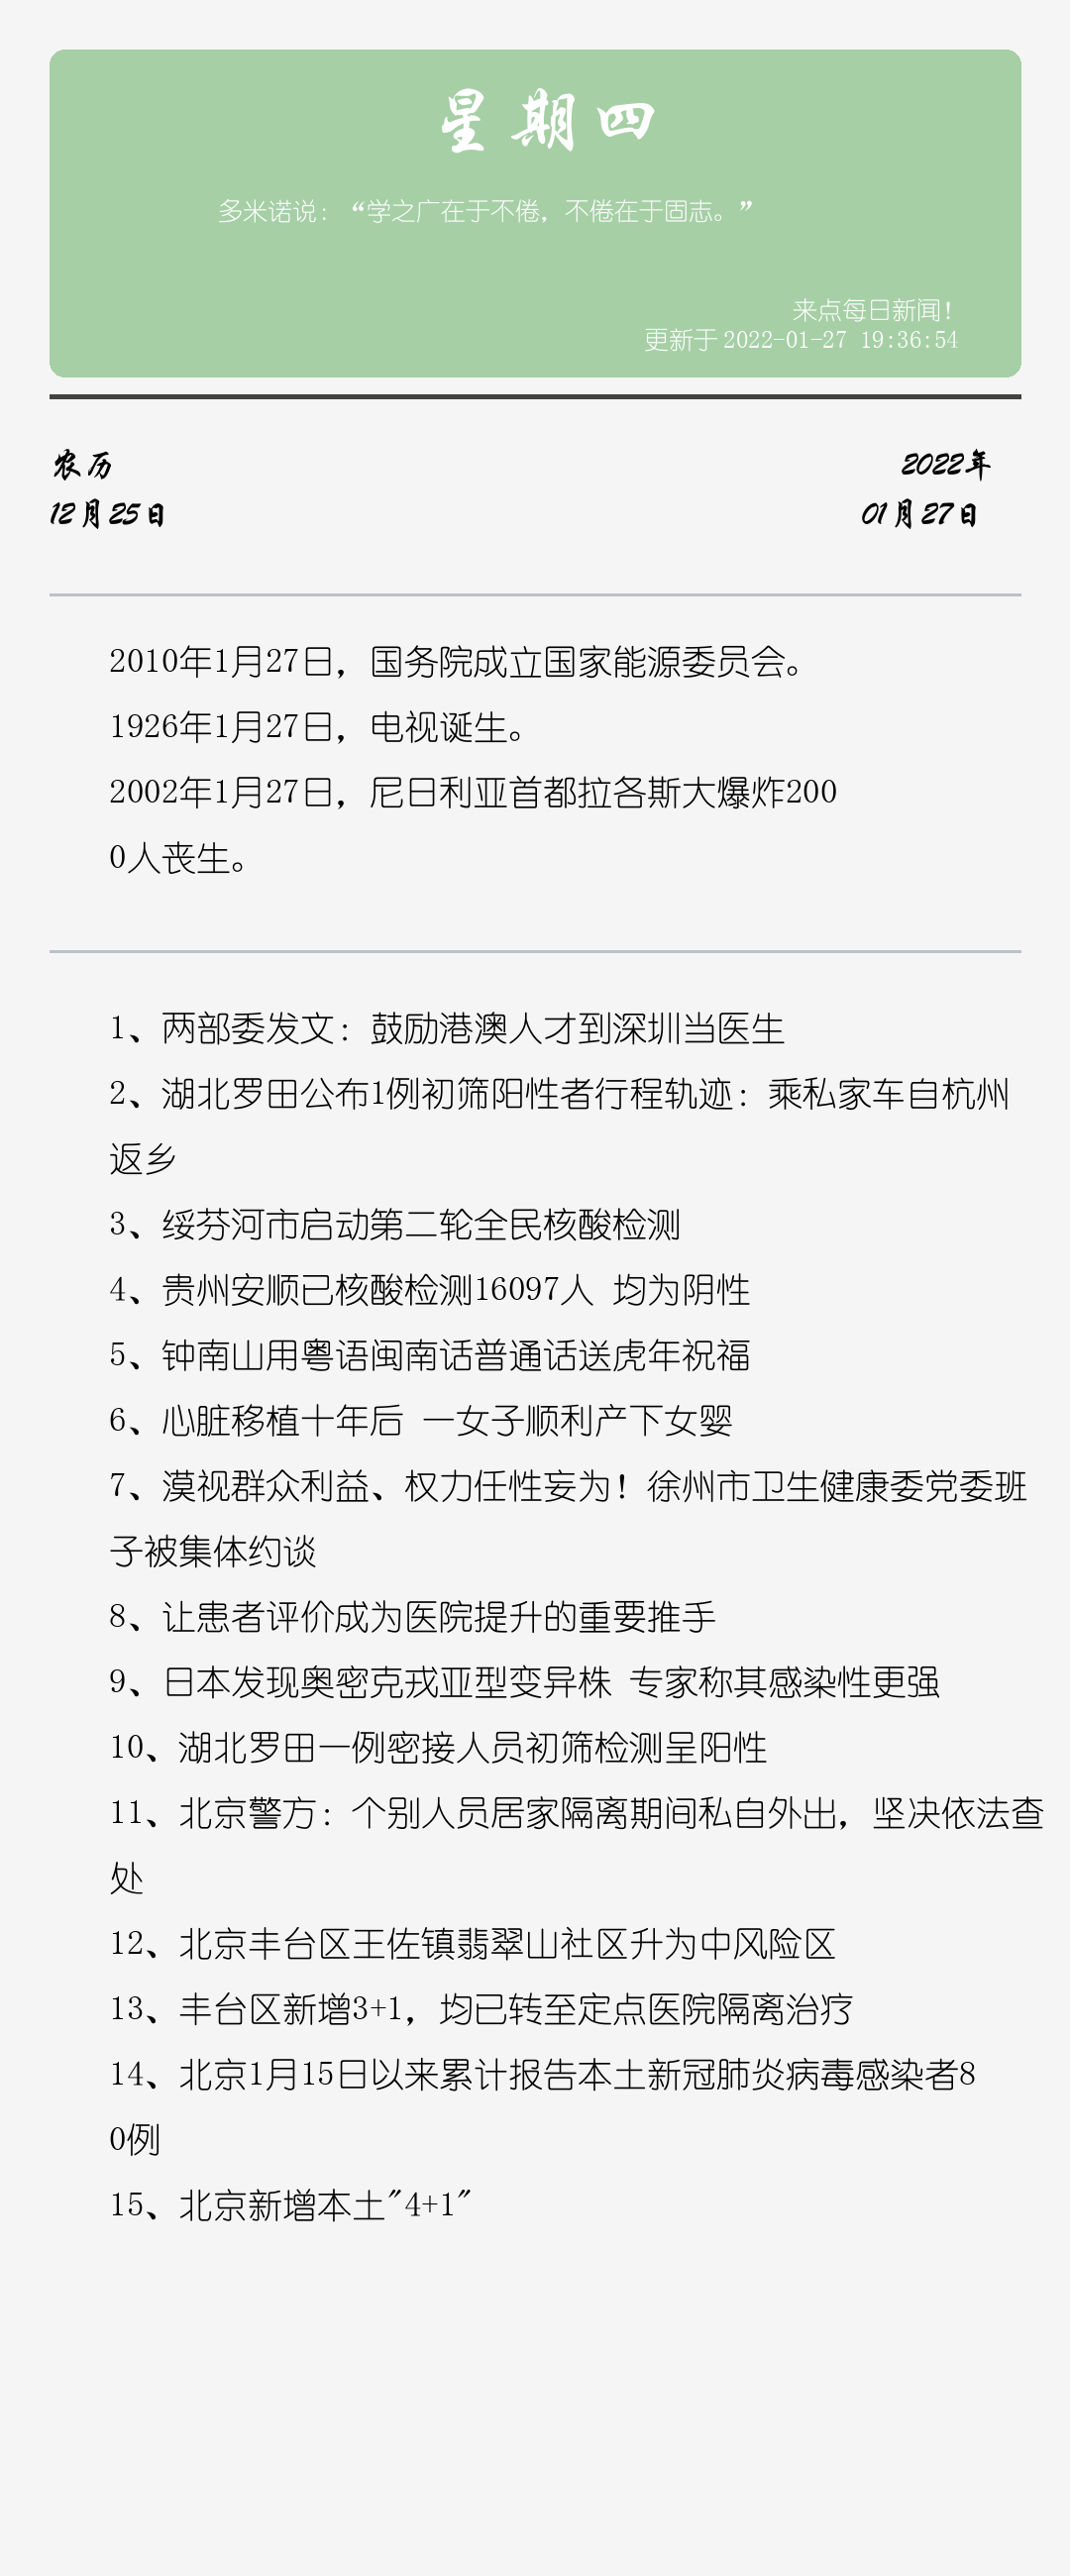 星期四
多米诺说：“学之广在于不倦，不倦在于固志。”
来点每日新闻！
更新于 2022-01-27 19:36:54
农历
2022年
12月25日
01月27日
2010年1月27日，国务院成立国家能源委员会。
1926年1月27日，电视诞生。
2002年1月27日，尼日利亚首都拉各斯大爆炸200
0人丧生。
1、两部委发文：鼓励港澳人才到深圳当医生
2、湖北罗田公布1例初筛阳性者行程轨迹：乘私家车自杭州
返乡
3、绥芬河市启动第二轮全民核酸检测
4、贵州安顺已核酸检测16097人 均为阴性
5、钟南山用粤语闽南话普通话送虎年祝福
6、心脏移植十年后 一女子顺利产下女婴
7、漠视群众利益、权力任性妄为！徐州市卫生健康委党委班
子被集体约谈
8、让患者评价成为医院提升的重要推手
9、日本发现奥密克戎亚型变异株 专家称其感染性更强
10、湖北罗田一例密接人员初筛检测呈阳性
11、北京警方：个别人员居家隔离期间私自外出，坚决依法查
处
12、北京丰台区王佐镇翡翠山社区升为中风险区
13、丰台区新增3+1，均已转至定点医院隔离治疗
14、北京1月15日以来累计报告本土新冠肺炎病毒感染者8
0例
15、北京新增本土"4+1"